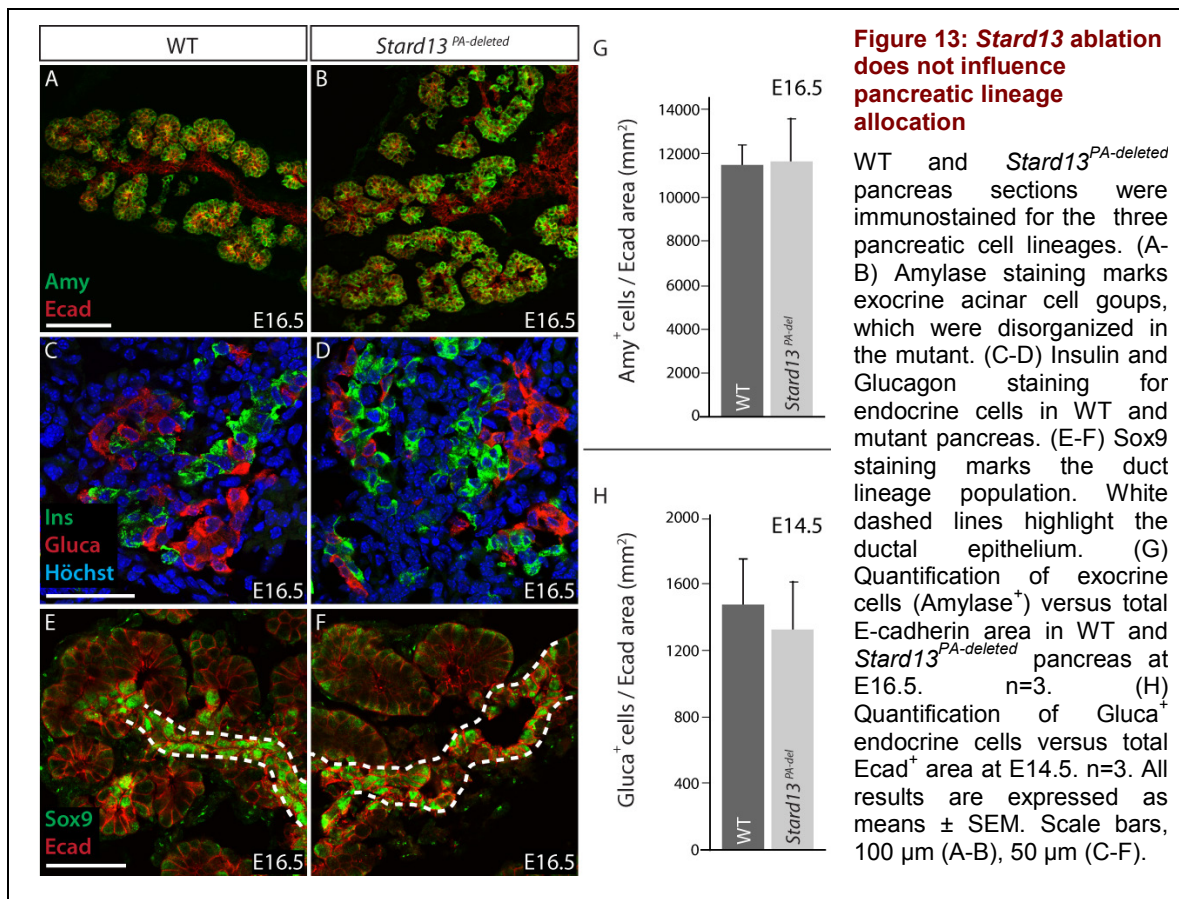 WT
Stard13 PA-deleted
A
Amy
Ecad
E16.5
B
E16.5
C
Ins
Gluca
Höchst
E16.5
D
E16.5
E
Sox9
Ecad
E16.5
F
E16.5
G
E16.5
Amy+ cells / Ecad area (mm²)
14000
12000
10000
8000
6000
4000
2000
0
WT
Stard13 PA-del
H
E14.5
Gluca+ cells / Ecad area (mm²)
2000
1600
1200
800
400
0
WT
Stard13 PA-del
Figure 13: Stard13 ablation
does not influence
pancreatic lineage
allocation
WT and Stard13PA-deleted
pancreas sections were
immunostained for the three
pancreatic cell lineages. (A-
B) Amylase staining marks
exocrine acinar cell goups,
which were disorganized in
the mutant. (C-D) Insulin and
Glucagon staining for
endocrine cells in WT and
mutant pancreas. (E-F) Sox9
staining marks the duct
lineage population. White
dashed lines highlight the
ductal epithelium. (G)
Quantification of exocrine
cells (Amylase+) versus total
E-cadherin area in WT and
Stard13PA-deleted pancreas at
E16.5. n=3. (H)
Quantification of Gluca+
endocrine cells versus total
Ecad+ area at E14.5. n=3. All
results are expressed as
means ± SEM. Scale bars,
100 µm (A-B), 50 µm (C-F).